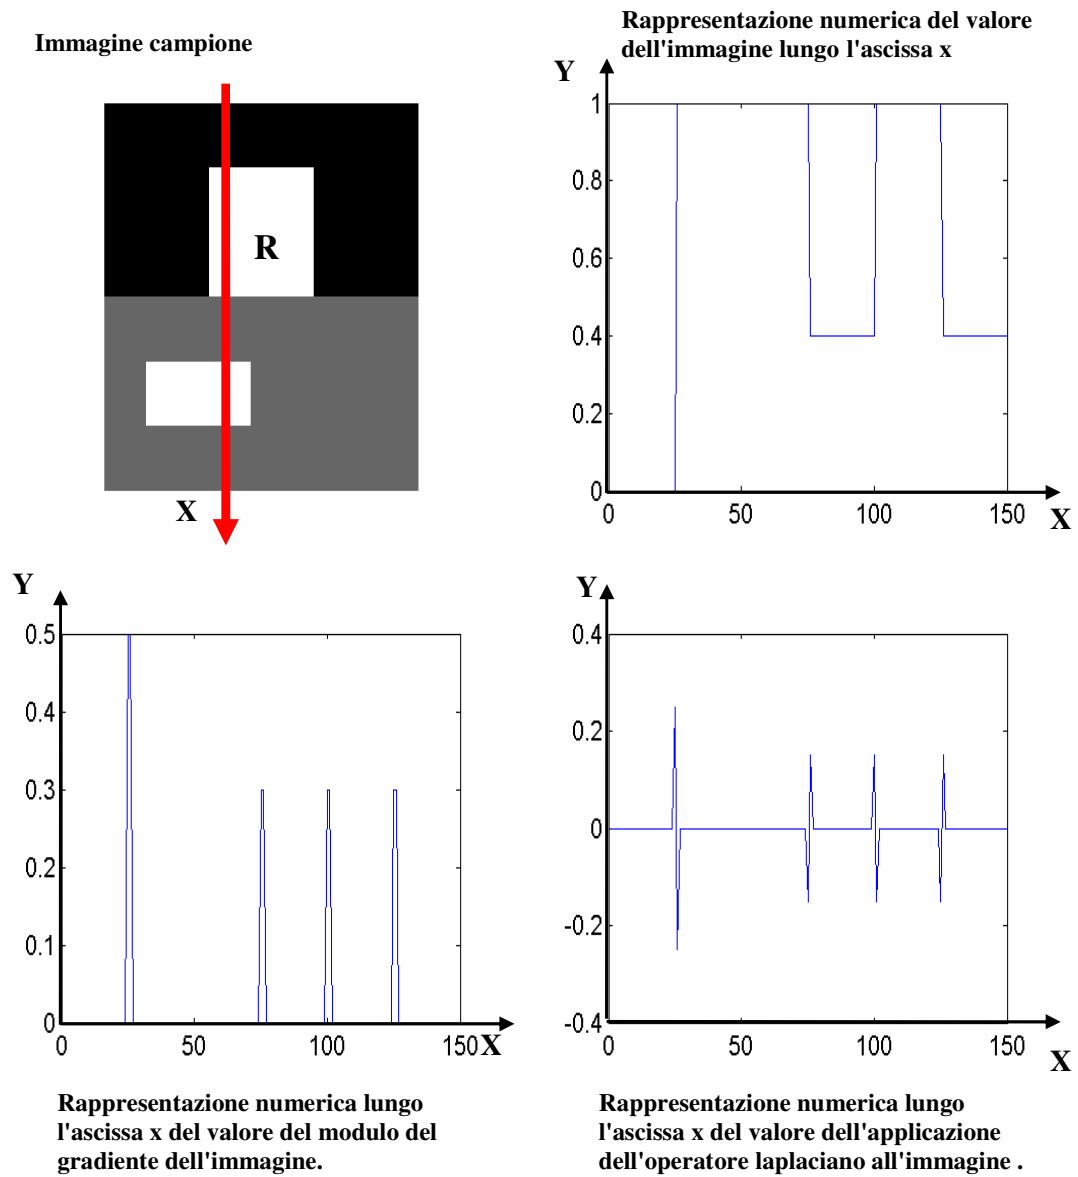 Immagine campione
Rappresentazione numerica del valore
dell'immagine lungo l'ascissa x
R
X
Y
1
0.8
0.6
0.4
0.2
0
0
50
100
150
X
Y
0.5
0.4
0.3
0.2
0.1
0
0
50
100
150
X
Rappresentazione numerica lungo
l'ascissa x del valore del modulo del
gradiente dell'immagine.
Y
0.4
0.2
0
-0.2
-0.4
0
50
100
150
X
Rappresentazione numerica lungo
l'ascissa x del valore dell'applicazione
dell'operatore laplaciano all'immagine .